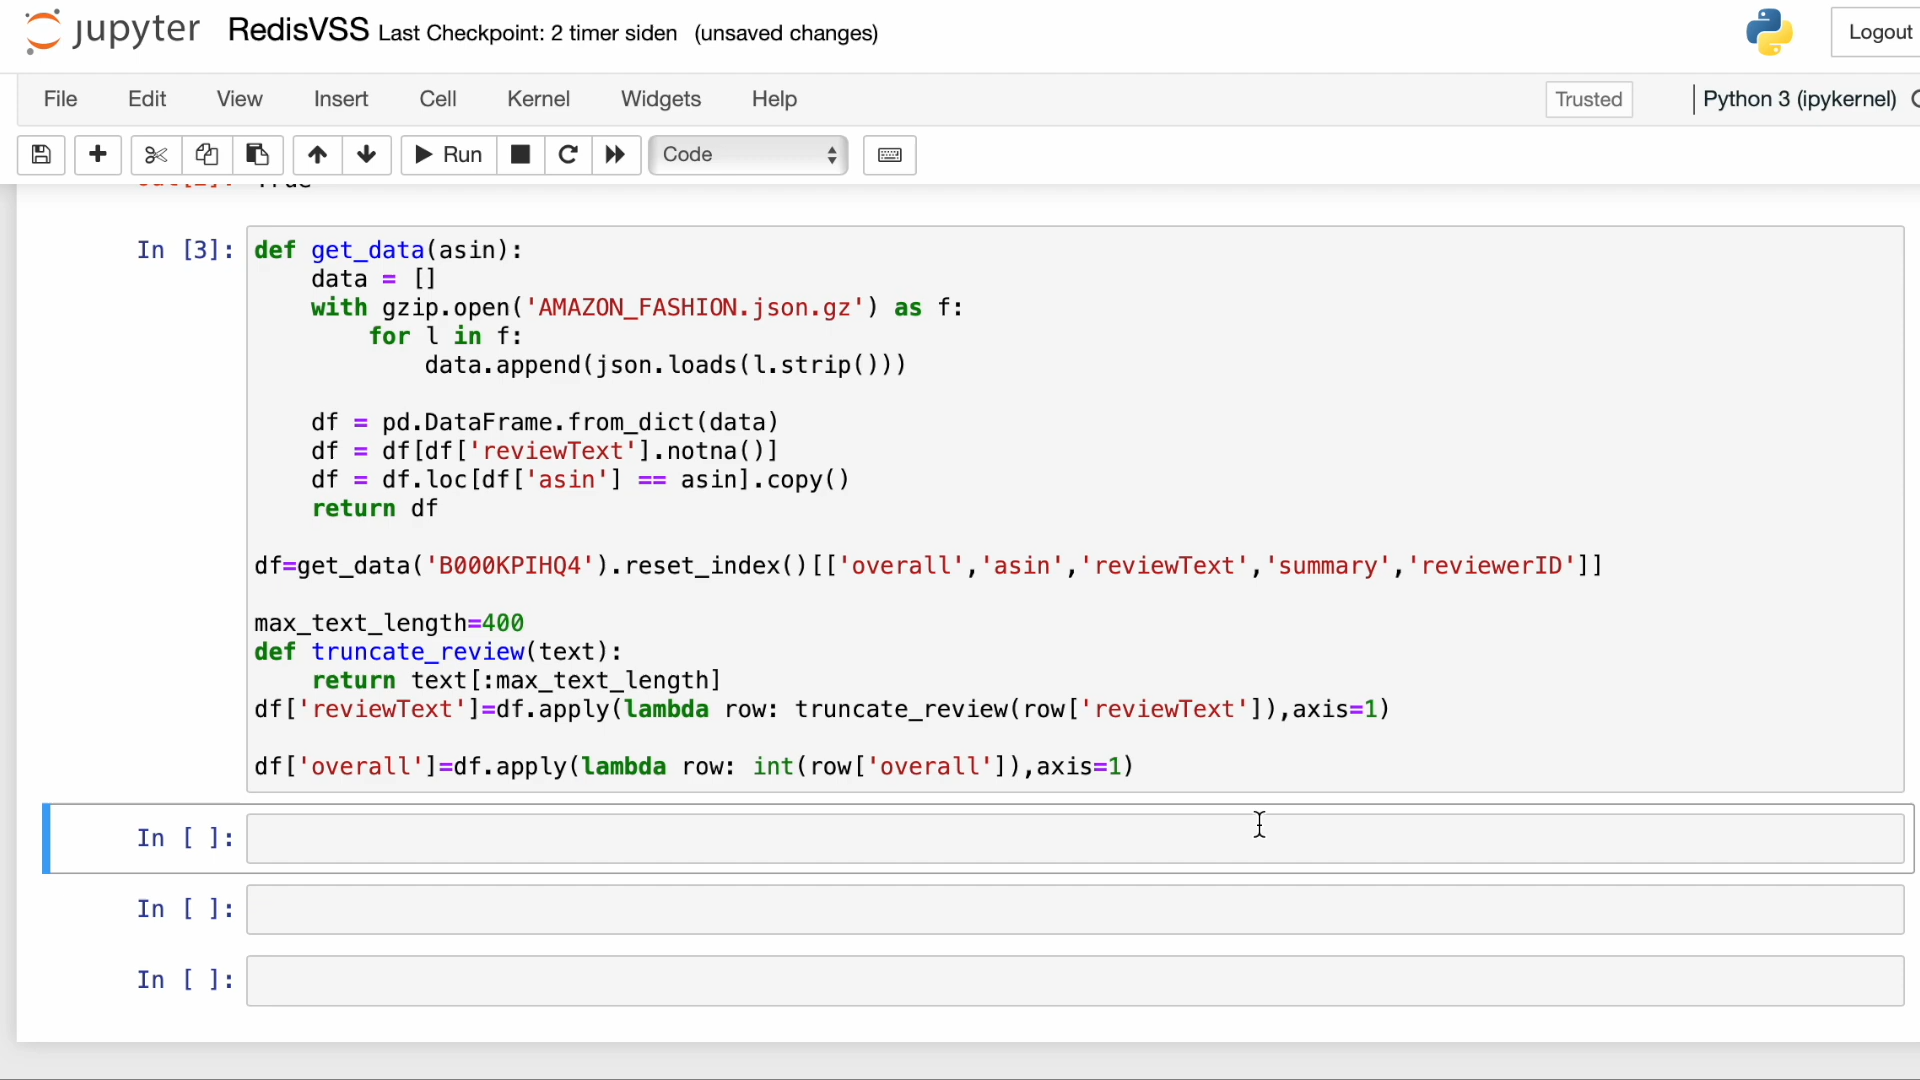 jupyter RedisVSS Last Checkpoint: 2 timer siden (unsaved changes) Logout
File Edit View Insert Cell Kernel Widgets Help Trusted Python 3 (ipykernel)
Run Code
In [3]: def get_data(asin):
data = []
with gzip.open('AMAZON_FASHION.json.gz') as f:
for l in f:
data.append(json.loads(l.strip()))
df = pd.DataFrame.from_dict(data)
df = df[df['reviewText'].notna()]
df = df.loc[df['asin'] == asin].copy()
return df
df=get_data('B000KPIHQ4').reset_index()[['overall','asin','reviewText','summary','reviewerID']]
max_text_length=400
def truncate_review(text):
return text[:max_text_length]
df['reviewText']=df.apply(lambda row: truncate_review(row['reviewText']),axis=1)
df['overall']=df.apply(lambda row: int(row['overall']),axis=1)
In [ ]:
In [ ]:
In [ ]: